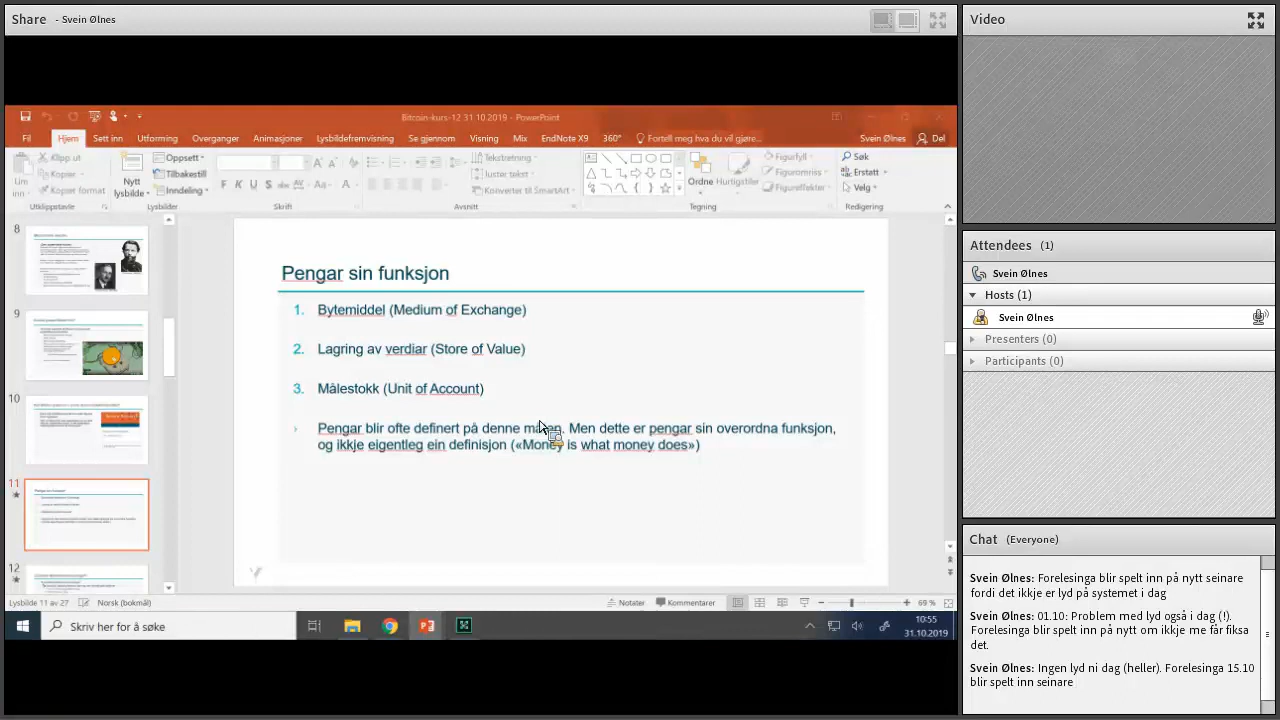 Share - Svein Ølnes
Video
Bitcoin-kurs-12 31.10.2019 - PowerPoint
Fil Hjem Sett inn Utforming Overganger Animasjoner Lysbildefremvisning Se gjennom Visning Mix EndNote X9 360° Fortell meg hva du vil gjøre... Svein Ølnes Del
Lim inn
Klipp ut
Kopier
Kopier format
Utklippstavle
Nytt lysbilde
Oppsett
Tilbakestill
Inndeling
Lysbilder
F K U S abc AV Aa A
Skrift
Tekstretning
Juster tekst
Konverter til SmartArt
Avsnitt
Ordne
Hurtigstiler
Figurfyll
Figuromriss
Figureffekter
Tegning
Søk
Erstatt
Velg
Redigering
8
9
10
11
12
Pengar sin funksjon
1. Bytemiddel (Medium of Exchange)
2. Lagring av verdiar (Store of Value)
3. Målestokk (Unit of Account)
Pengar blir ofte definert på denne måten. Men dette er pengar sin overordna funksjon,
og ikkje eigentleg ein definisjon («Money is what money does»)
Lysbilde 11 av 27 Norsk (bokmål) Notater Kommentarer 69 %
Skriv her for å søke
10:55
31.10.2019
Attendees (1)
Svein Ølnes
Hosts (1)
Svein Ølnes
Presenters (0)
Participants (0)
Chat (Everyone)
Svein Ølnes: Forelesinga blir spelt inn på nytt seinare
fordi det ikkje er lyd på systemet i dag
Svein Ølnes: 01.10: Problem med lyd også i dag (!).
Forelesinga blir spelt inn på nytt om ikkje me får fiksa
det.
Svein Ølnes: Ingen lyd ni dag (heller). Forelesinga 15.10
blir spelt inn seinare